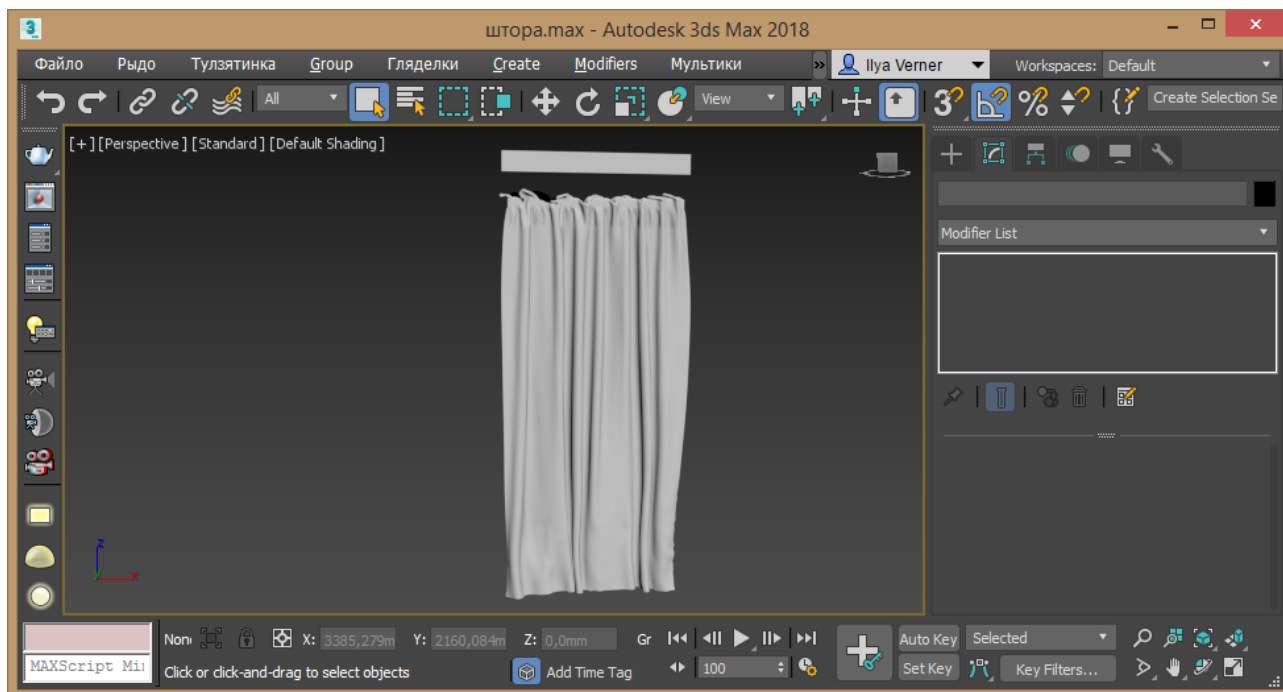 штора.max - Autodesk 3ds Max 2018
Файло Рыдо Тулзятинка Group Гляделки Create Modifiers Мультики » Ilya Verner Workspaces: Default
All View Create Selection Se
[+] [Perspective] [Standard] [Default Shading]
Modifier List
z
y x
None X: 3385,279m Y: 2160,084m Z: 0,0mm Gr Auto Key Selected
MAXScript Mi Click or click-and-drag to select objects Add Time Tag 100 Set Key Key Filters...